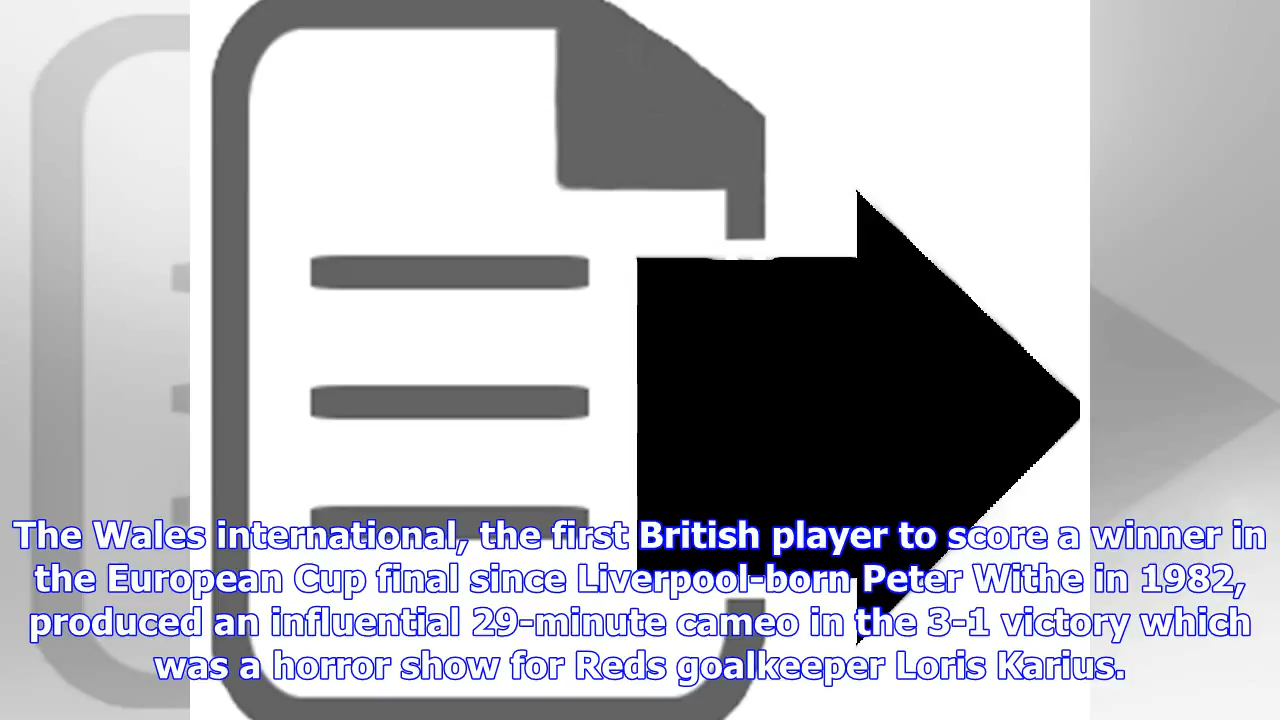 The Wales international, the first British player to score a winner in
the European Cup final since Liverpool-born Peter Withe in 1982,
produced an influential 29-minute cameo in the 3-1 victory which
was a horror show for Reds goalkeeper Loris Karius.